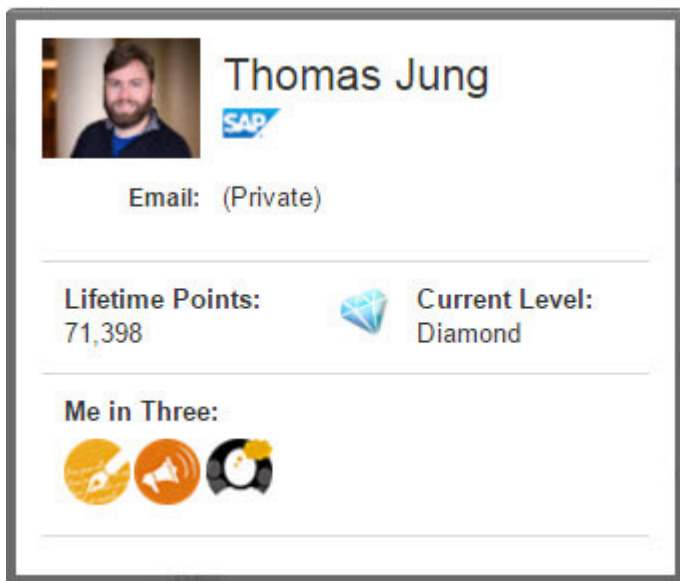 Thomas Jung
SAP
Email: (Private)
Lifetime Points:
71,398
Current Level:
Diamond
Me in Three: